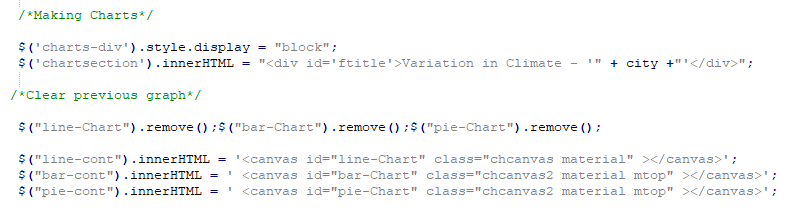 /*Making Charts*/
$('charts-div').style.display = "block";
$('chartsection').innerHTML = "<div id='ftitle'>Variation in Climate - '" + city +"'</div>";
/*Clear previous graph*/
$("line-Chart").remove();$("bar-Chart").remove();$("pie-Chart").remove();
$("line-cont").innerHTML = '<canvas id="line-Chart" class="chcanvas material" ></canvas>';
$("bar-cont").innerHTML = ' <canvas id="bar-Chart" class="chcanvas2 material mtop" ></canvas>';
$("pie-cont").innerHTML = ' <canvas id="pie-Chart" class="chcanvas2 material mtop" ></canvas>';